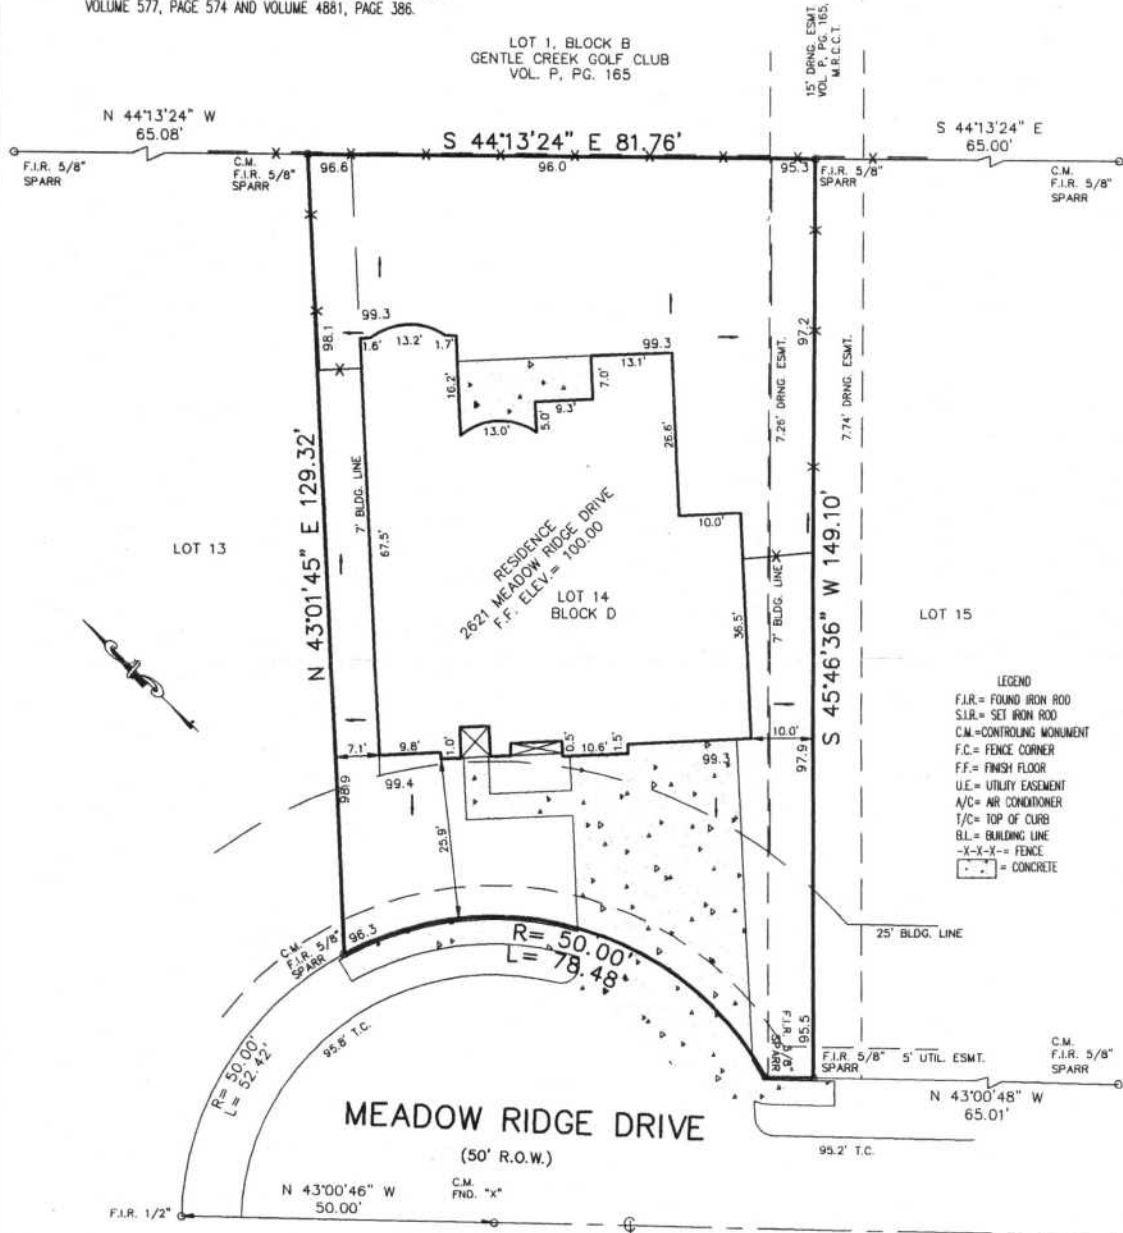 VOLUME 577, PAGE 574 AND VOLUME 4881, PAGE 386.
LOT 1, BLOCK B
GENTLE CREEK GOLF CLUB
VOL. P, PG. 165
15' DRNG. ESMT.
VOL. P, PG. 165,
M.R.C.C.T.
N 44°13'24" W
65.08'
S 44°13'24" E 81.76'
S 44°13'24" E
65.00'
F.I.R. 5/8"
SPARR
C.M.
F.I.R. 5/8"
SPARR
96.6
96.0
95.3
F.I.R. 5/8"
SPARR
C.M.
F.I.R. 5/8"
SPARR
99.3
98.1
1.6'
13.2'
1.7'
16.2'
13.0'
5.0'
9.3'
7.0'
13.1'
99.3
26.6'
97.2
7.26' DRNG. ESMT.
7.74' DRNG. ESMT.
N 43°01'45" E 129.32'
7' BLDG. LINE
67.5'
LOT 13
RESIDENCE
2621 MEADOW RIDGE DRIVE
F.F. ELEV.= 100.00
LOT 14
BLOCK D
10.0'
36.5'
7' BLDG. LINE
S 45°46'36" W 149.10'
LOT 15
LEGEND
F.I.R.= FOUND IRON ROD
S.I.R.= SET IRON ROD
C.M.=CONTROLING MONUMENT
F.C.= FENCE CORNER
F.F.= FINISH FLOOR
U.E.= UTILITY EASEMENT
A/C= AIR CONDITIONER
T/C= TOP OF CURB
B.L.= BUILDING LINE
-X-X-X-= FENCE
= CONCRETE
7.1'
9.8'
1.0'
0.5'
10.6'
1.5'
99.3
10.0'
97.9
98.9
99.4
25.9'
25' BLDG. LINE
C.M.
F.I.R. 5/8"
SPARR
96.3
R= 50.00'
L= 78.48'
F.I.R. 5/8"
SPARR
95.5
F.I.R. 5/8"
SPARR
5' UTIL. ESMT.
C.M.
F.I.R. 5/8"
SPARR
N 43°00'48" W
65.01'
95.8' T.C.
R= 50.00'
L= 52.42'
MEADOW RIDGE DRIVE
(50' R.O.W.)
95.2' T.C.
N 43°00'46" W
50.00'
C.M.
FND. "X"
F.I.R. 1/2"